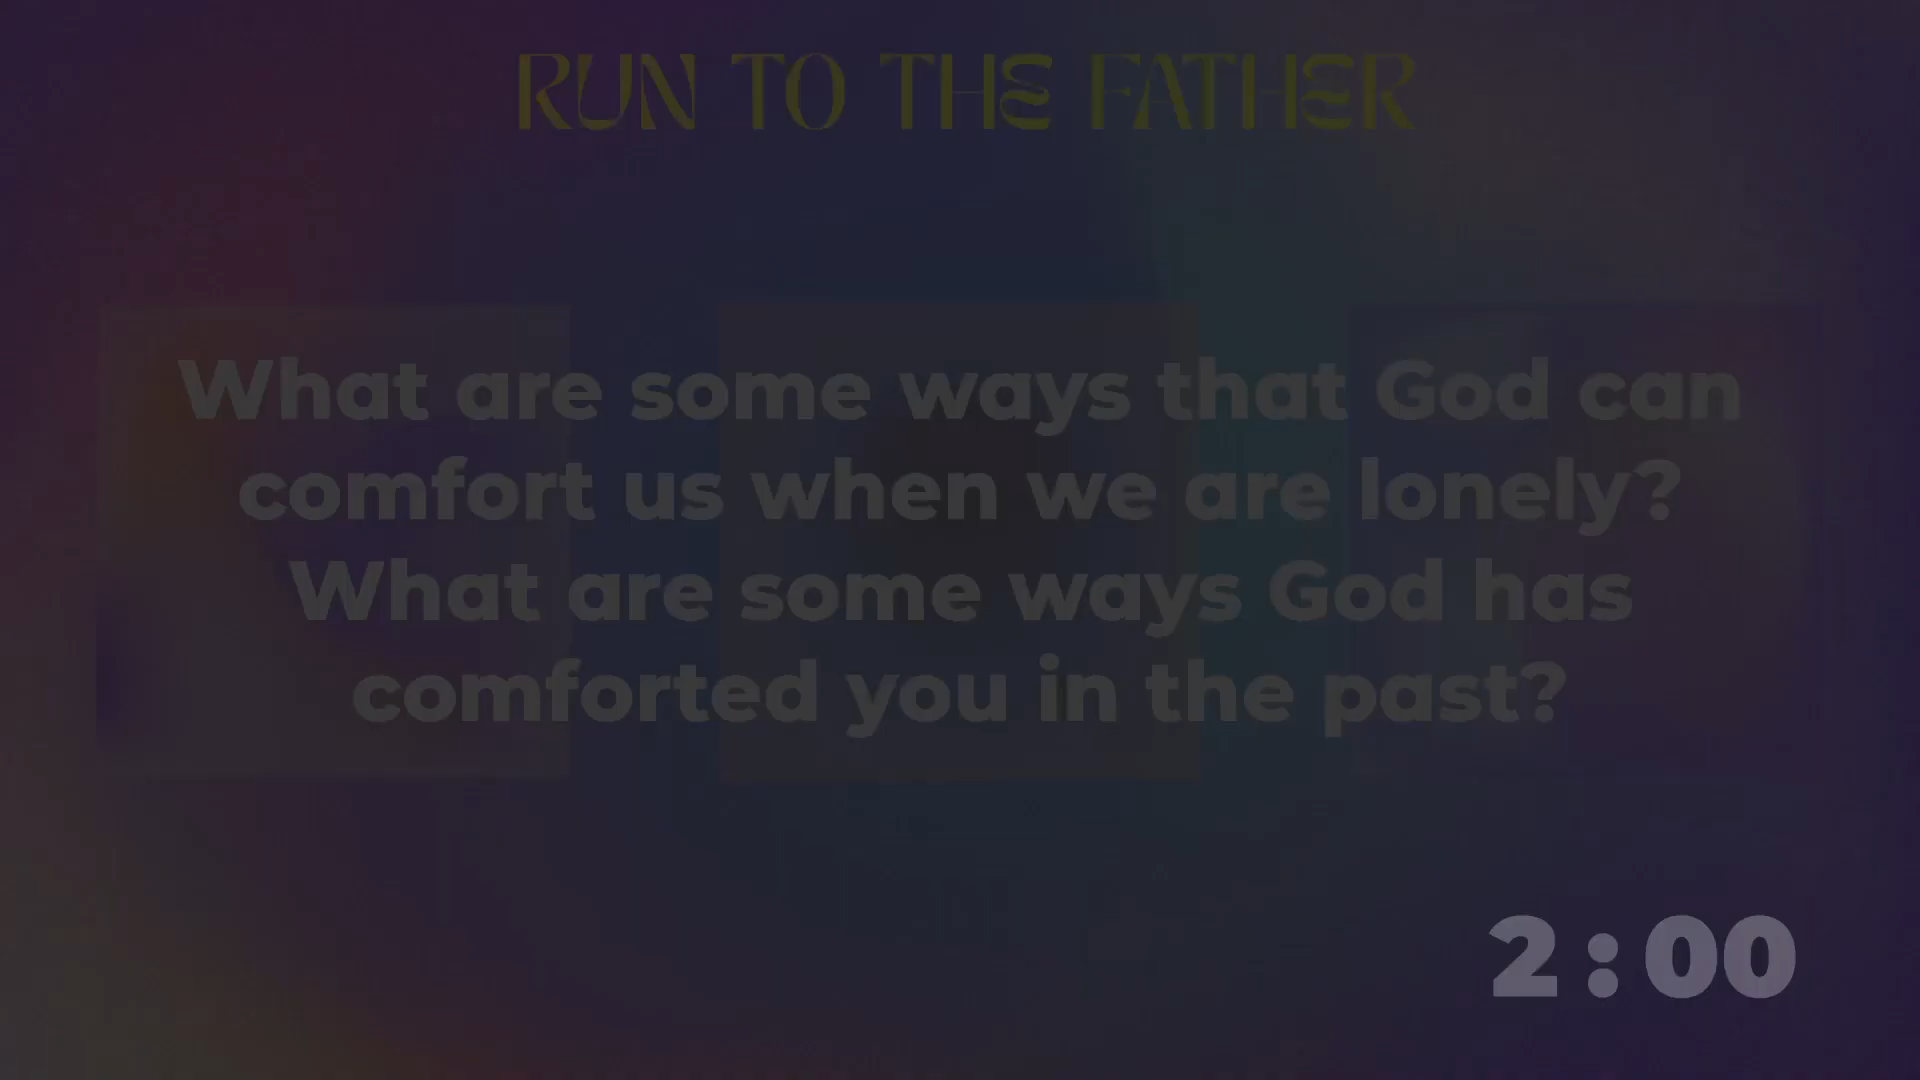 RUN TO THE FATHER
What are some ways that God can
comfort us when we are lonely?
What are some ways God has
comforted you in the past?
2:00